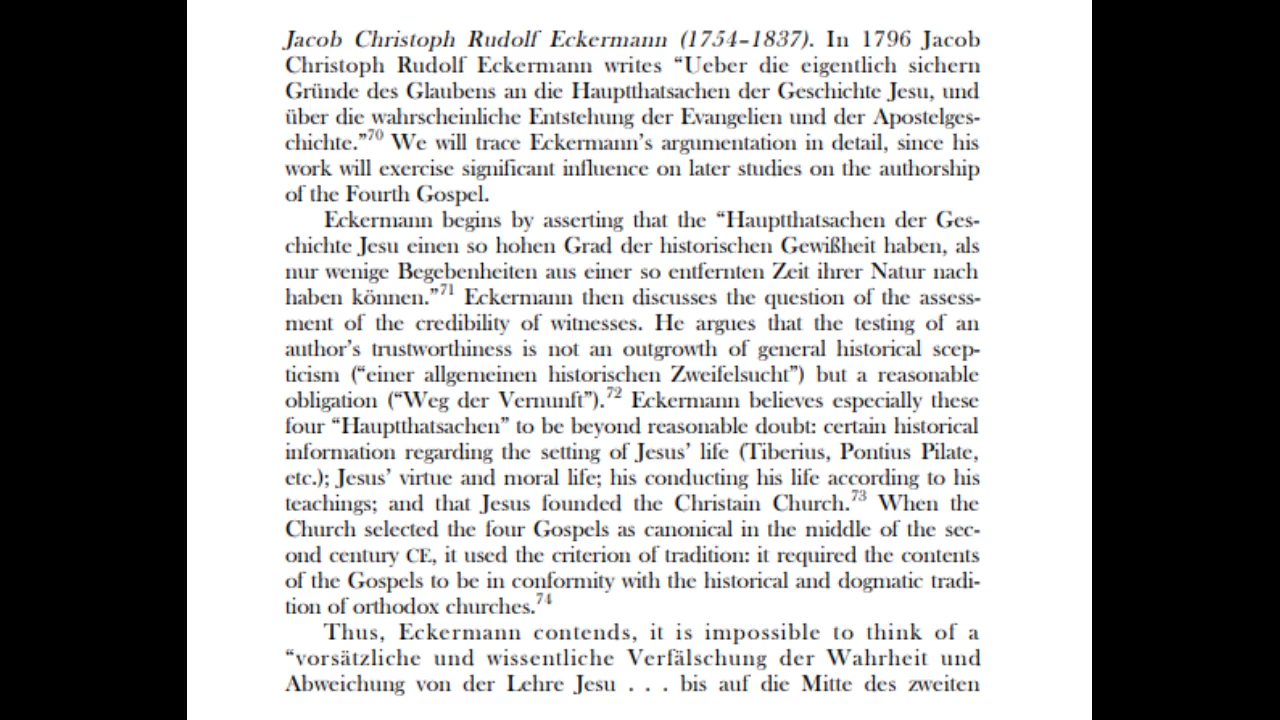 Jacob Christoph Rudolf Eckermann (1754–1837). In 1796 Jacob
Christoph Rudolf Eckermann writes “Ueber die eigentlich sichern
Gründe des Glaubens an die Hauptthatsachen der Geschichte Jesu, und
über die wahrscheinliche Entstehung der Evangelien und der Apostelges-
chichte.”70 We will trace Eckermann’s argumentation in detail, since his
work will exercise significant influence on later studies on the authorship
of the Fourth Gospel.
Eckermann begins by asserting that the “Hauptthatsachen der Ges-
chichte Jesu einen so hohen Grad der historischen Gewißheit haben, als
nur wenige Begebenheiten aus einer so entfernten Zeit ihrer Natur nach
haben können.”71 Eckermann then discusses the question of the assess-
ment of the credibility of witnesses. He argues that the testing of an
author’s trustworthiness is not an outgrowth of general historical scep-
ticism (“einer allgemeinen historischen Zweifelsucht”) but a reasonable
obligation (“Weg der Vernunft”).72 Eckermann believes especially these
four “Hauptthatsachen” to be beyond reasonable doubt: certain historical
information regarding the setting of Jesus’ life (Tiberius, Pontius Pilate,
etc.); Jesus’ virtue and moral life; his conducting his life according to his
teachings; and that Jesus founded the Christain Church.73 When the
Church selected the four Gospels as canonical in the middle of the sec-
ond century CE, it used the criterion of tradition: it required the contents
of the Gospels to be in conformity with the historical and dogmatic tradi-
tion of orthodox churches.74
Thus, Eckermann contends, it is impossible to think of a
“vorsätzliche und wissentliche Verfälschung der Wahrheit und
Abweichung von der Lehre Jesu . . . bis auf die Mitte des zweiten